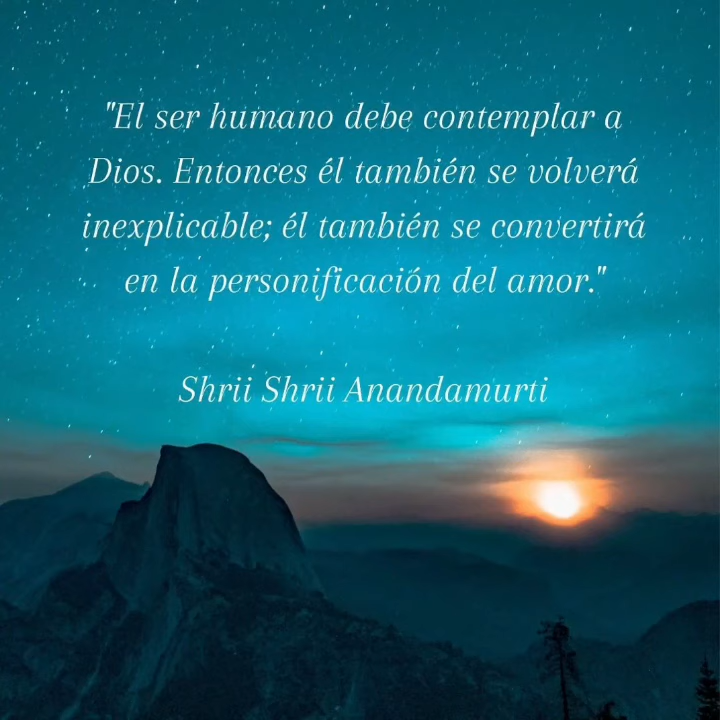 "El ser humano debe contemplar a
Dios. Entonces él también se volverá
inexplicable; él también se convertirá
en la personificación del amor."
Shrii Shrii Anandamurti